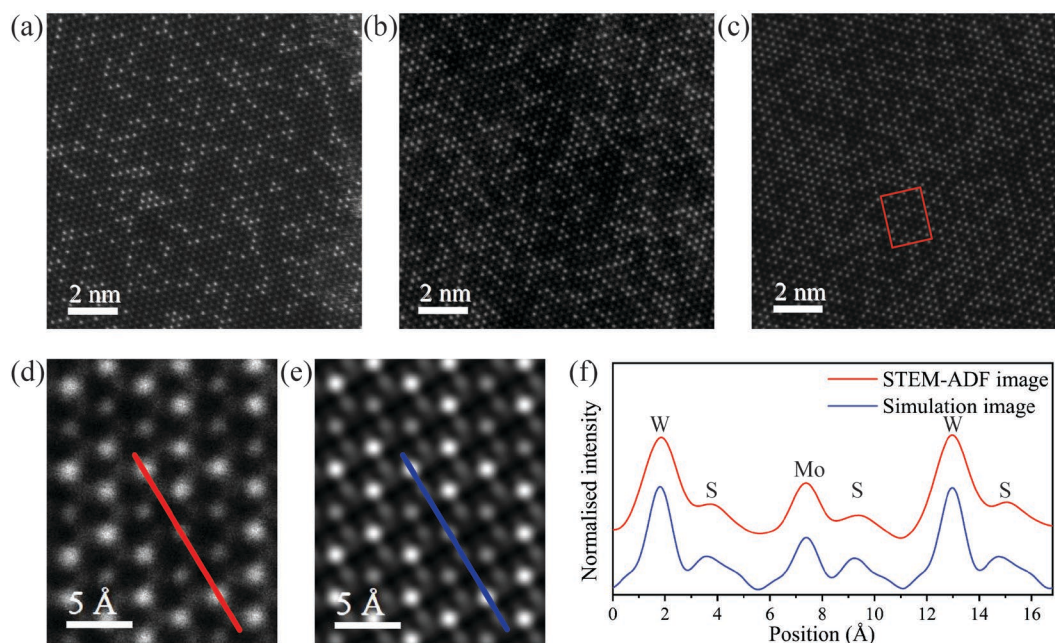 (a)
(b)
(c)
2 nm
2 nm
2 nm
(d)
(e)
(f)
5 Å
5 Å
STEM-ADF image
Simulation image
W
S
Mo
S
W
S
Normalised intensity
0 2 4 6 8 10 12 14 16
Position (Å)